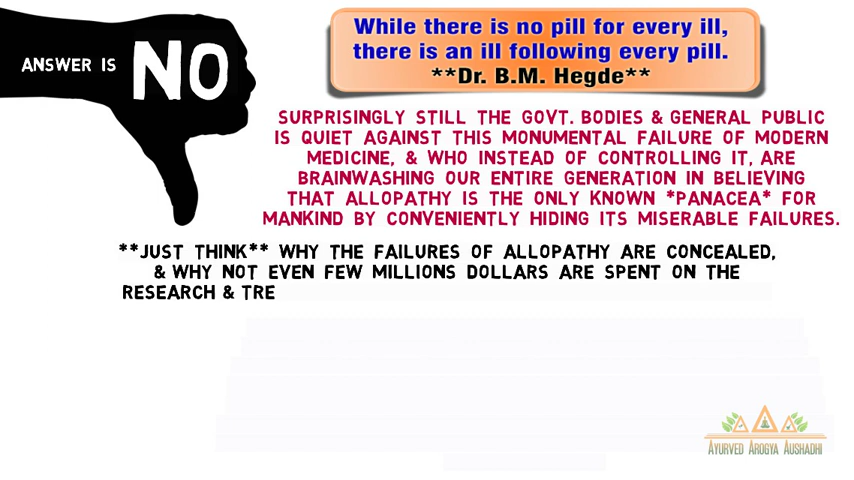 ANSWER IS NO
While there is no pill for every ill,
there is an ill following every pill.
**Dr. B.M. Hegde**
SURPRISINGLY STILL THE GOVT. BODIES & GENERAL PUBLIC
IS QUIET AGAINST THIS MONUMENTAL FAILURE OF MODERN
MEDICINE, & WHO INSTEAD OF CONTROLLING IT, ARE
BRAINWASHING OUR ENTIRE GENERATION IN BELIEVING
THAT ALLOPATHY IS THE ONLY KNOWN *PANACEA* FOR
MANKIND BY CONVENIENTLY HIDING ITS MISERABLE FAILURES.
**JUST THINK** WHY THE FAILURES OF ALLOPATHY ARE CONCEALED,
& WHY NOT EVEN FEW MILLIONS DOLLARS ARE SPENT ON THE
RESEARCH & TRE
AYURVED AROGYA AUSHADHI